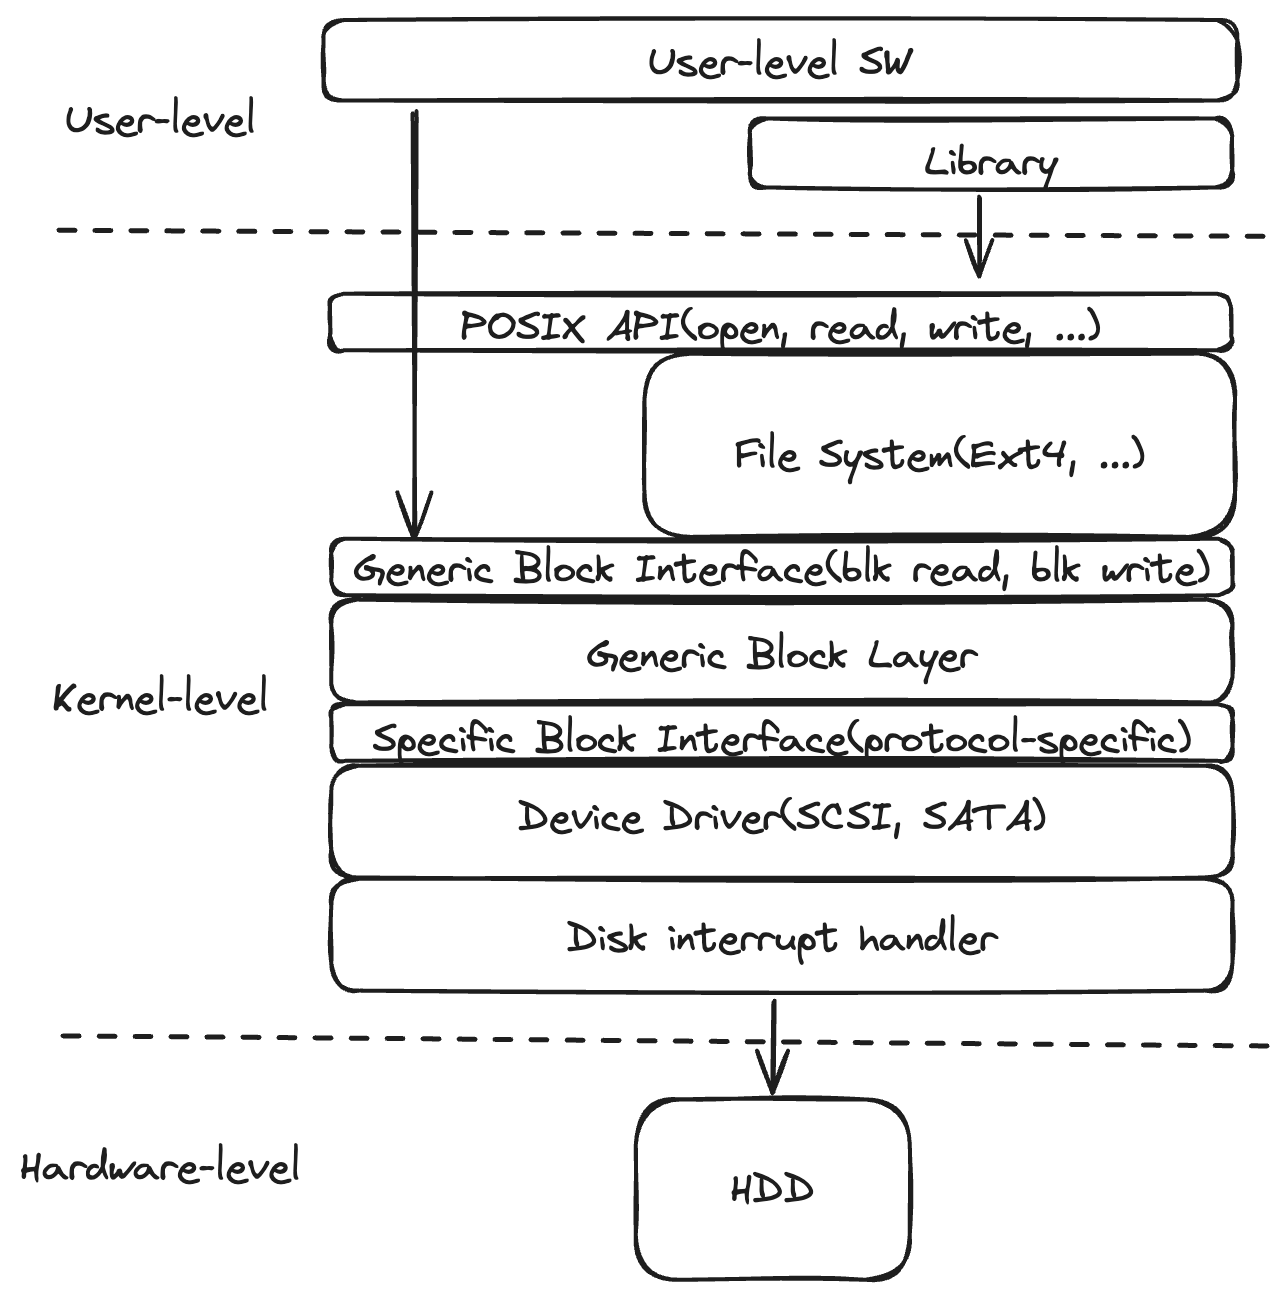 User-level SW
User-level
Library
POSIX API(open, read, write, ...)
File System(Ext4, ...)
Generic Block Interface(blk read, blk write)
Generic Block Layer
Kernel-level
Specific Block Interface(protocol-specific)
Device Driver(SCSI, SATA)
Disk interrupt handler
Hardware-level
HDD